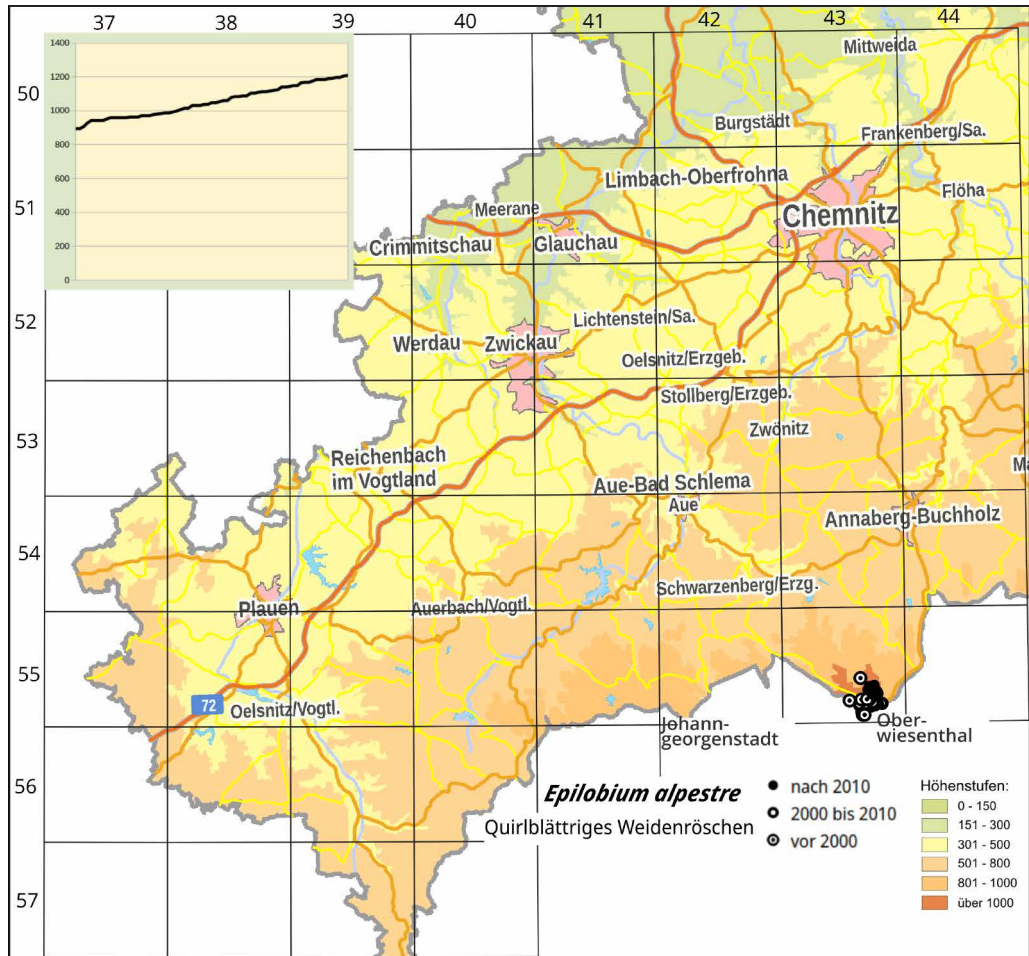 37 38 39 40 41 42 43 44
1400
1200
1000
800
600
400
200
0
50
51
52
53
54
55
56
57
Mittweida
Burgstädt
Frankenberg/Sa.
Limbach-Oberfrohna
Flöha
Meerane
Chemnitz
Crimmitschau
Glauchau
Lichtenstein/Sa.
Werdau
Zwickau
Oelsnitz/Erzgeb.
Stollberg/Erzgeb.
Zwönitz
Reichenbach
im Vogtland
Aue-Bad Schlema
Aue
Annaberg-Buchholz
Schwarzenberg/Erzg.
Plauen
Auerbach/Vogtl.
72
Oelsnitz/Vogtl.
Johann-
georgenstadt
Ober-
wiesenthal
Epilobium alpestre
Quirlblättriges Weidenröschen
nach 2010
2000 bis 2010
vor 2000
Höhenstufen:
0 - 150
151 - 300
301 - 500
501 - 800
801 - 1000
über 1000